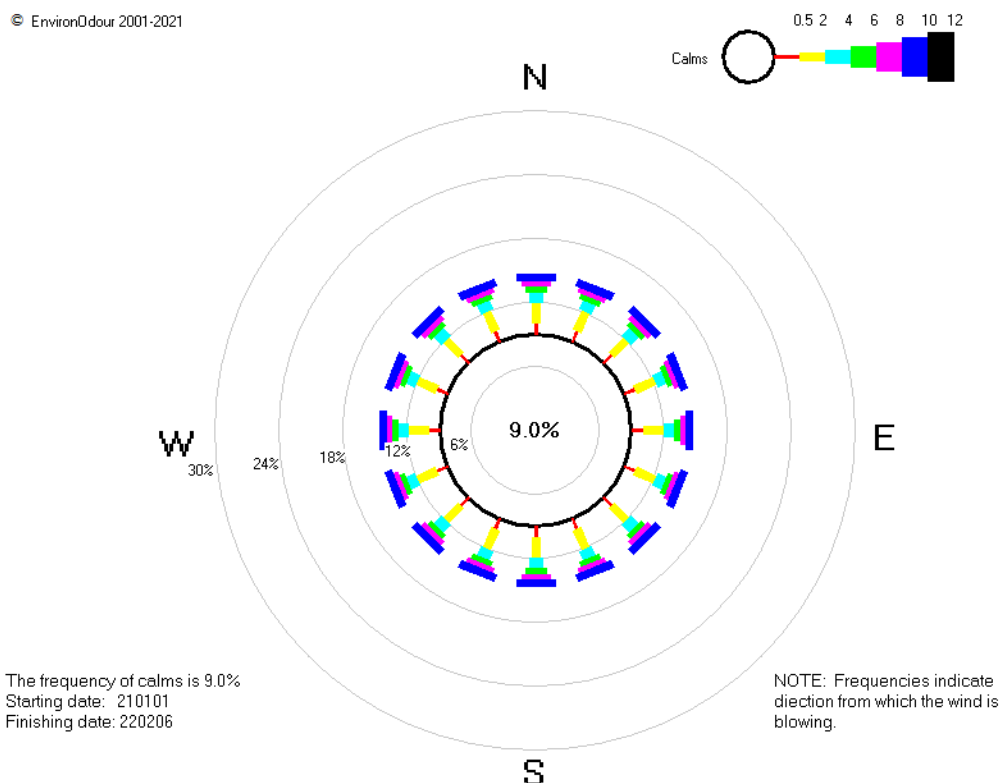 © EnvironOdour 2001-2021
0.5 2 4 6 8 10 12
Calms
N
9.0%
6%
W
E
12%
18%
24%
30%
The frequency of calms is 9.0%
Starting date: 210101
Finishing date: 220206
NOTE: Frequencies indicate
diection from which the wind is
blowing.
S